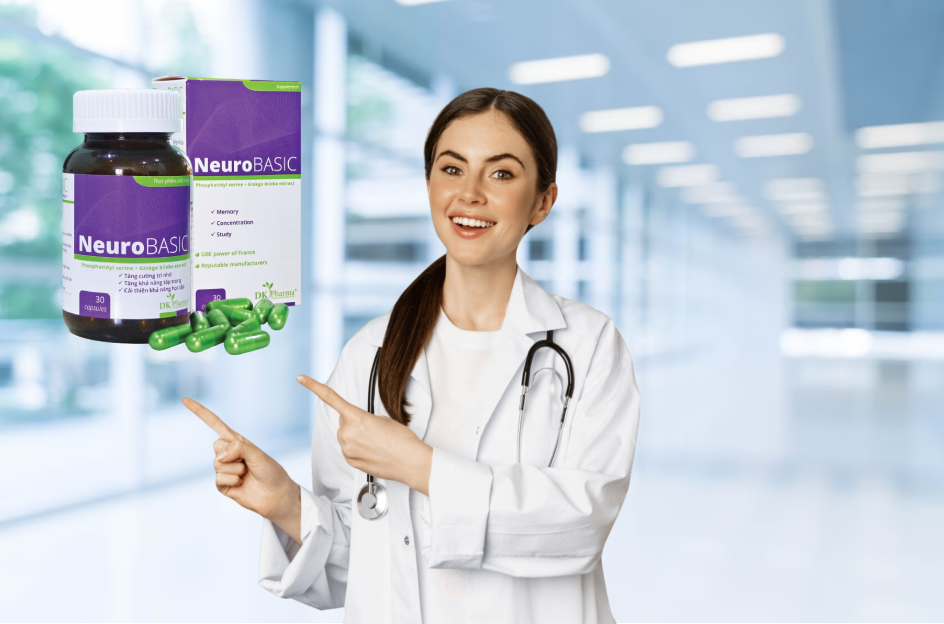 NeuroBASIC
Phosphatidyl serine • Ginkgo biloba extract
✓ Tăng cường trí nhớ
✓ Tăng khả năng tập trung
✓ Cải thiện khả năng học tập
30
capsules
DK
Supplement
NeuroBASIC
Phosphatidyl serine • Ginkgo biloba extract
✓ Memory
✓ Concentration
✓ Study
GBE power of France
Reputable manufacturers
30
DK Pharma